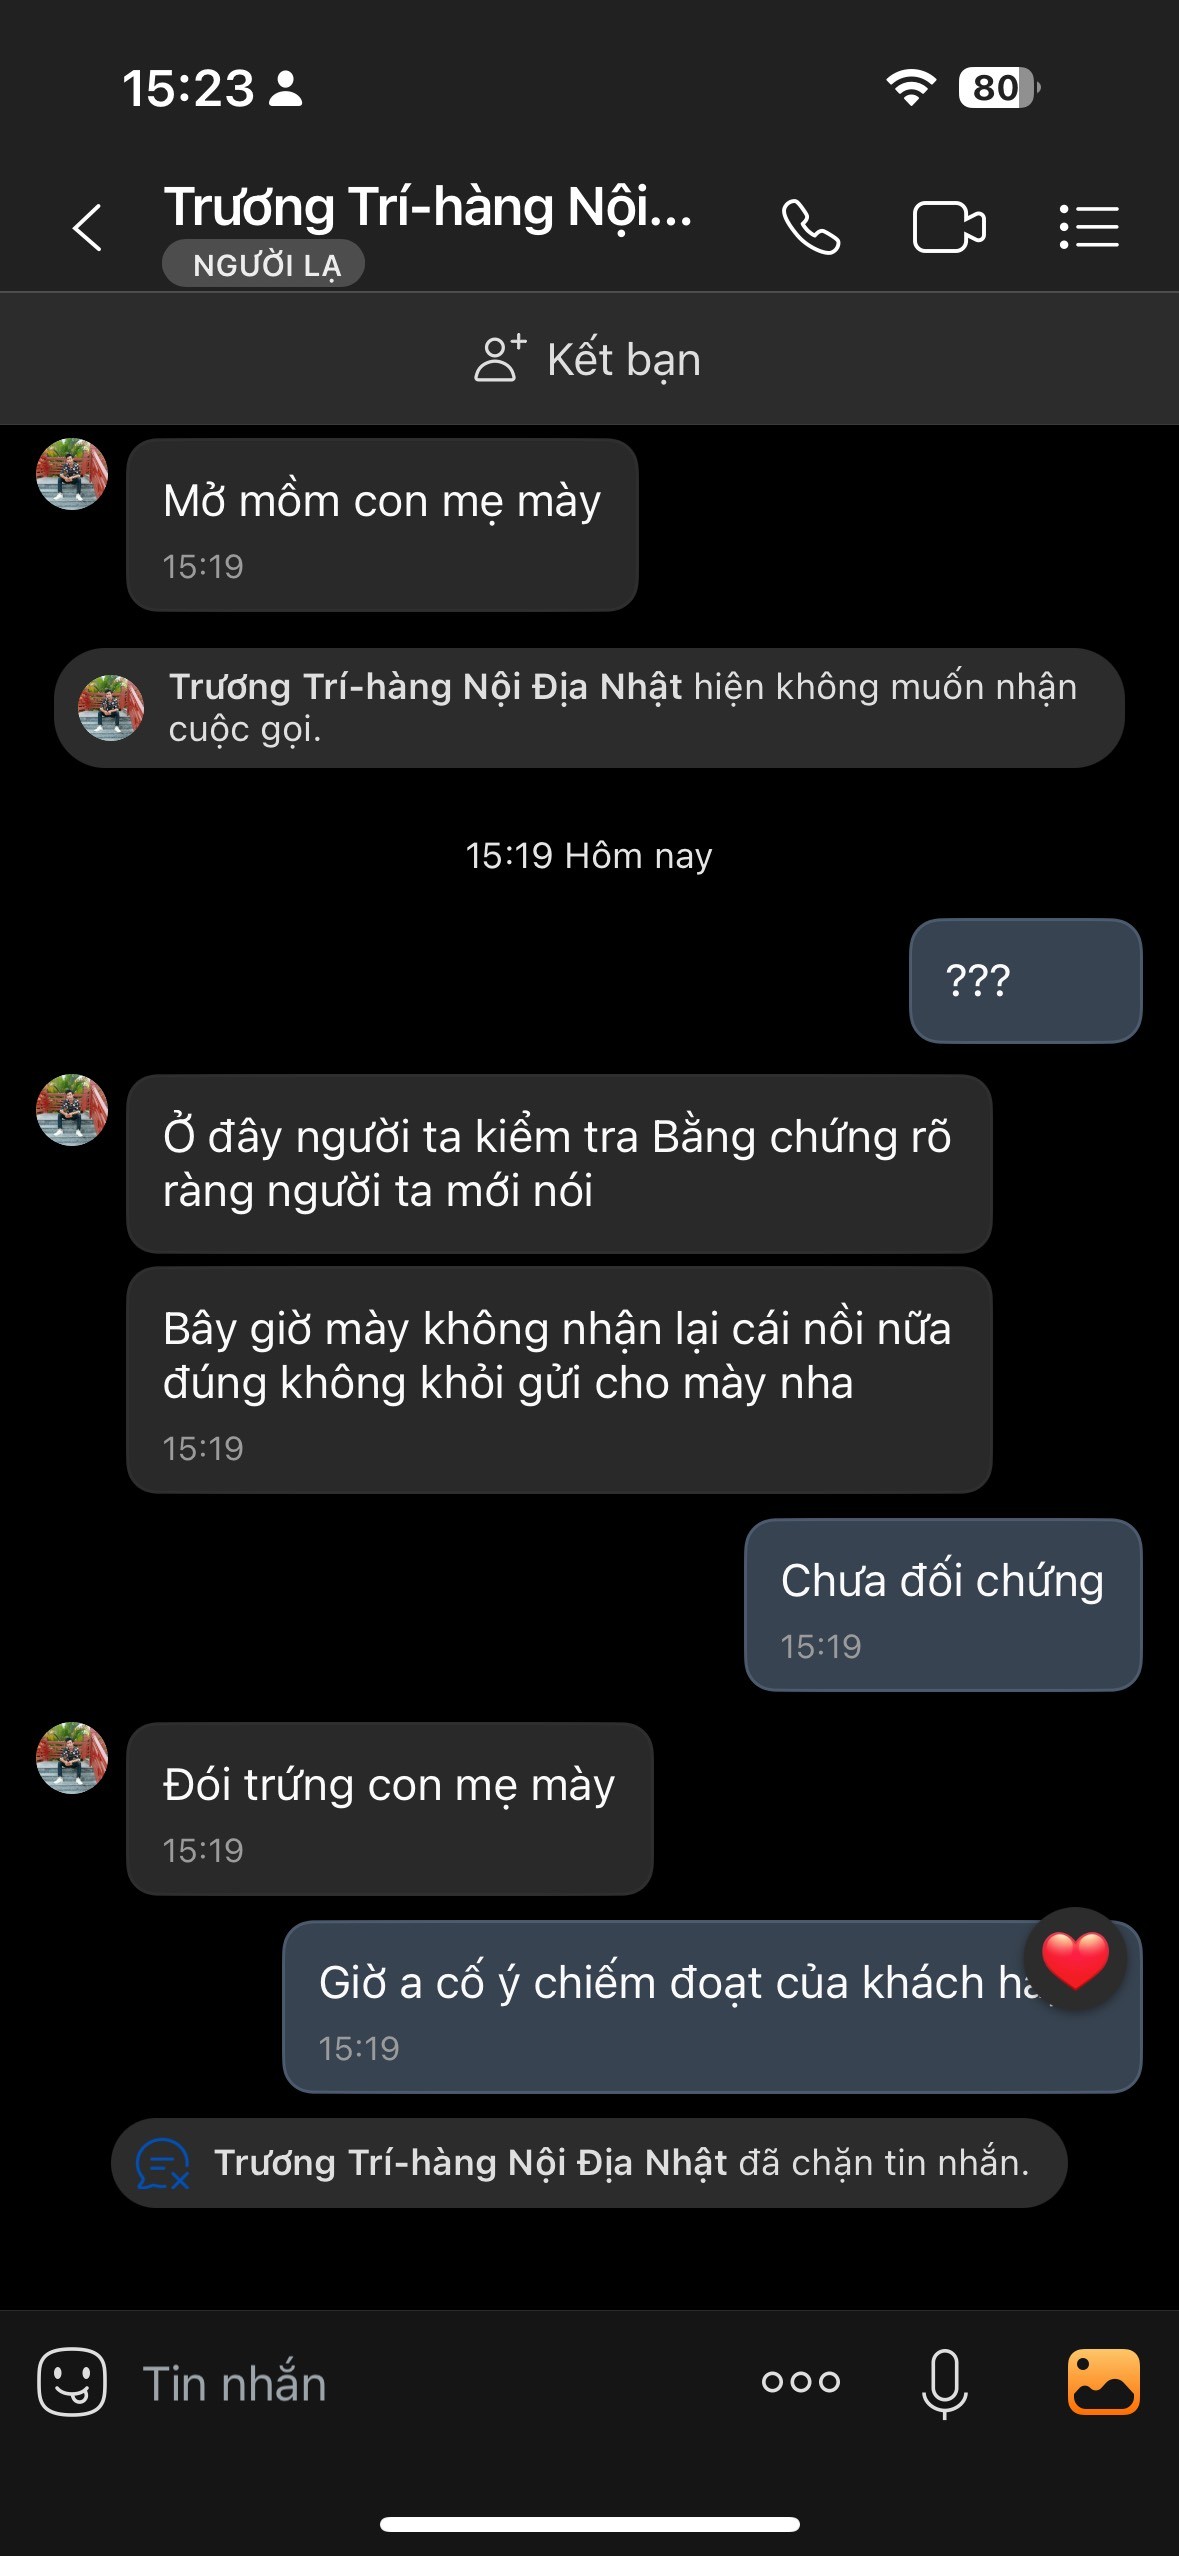 15:23
80
Trương Trí-hàng Nội...
NGƯỜI LẠ
Kết bạn
Mở mồm con mẹ mày
15:19
Trương Trí-hàng Nội Địa Nhật hiện không muốn nhận
cuộc gọi.
15:19 Hôm nay
???
Ở đây người ta kiểm tra Bằng chứng rõ
ràng người ta mới nói
Bây giờ mày không nhận lại cái nồi nữa
đúng không khỏi gửi cho mày nha
15:19
Chưa đối chứng
15:19
Đói trứng con mẹ mày
15:19
Giờ a cố ý chiếm đoạt của khách
15:19
Trương Trí-hàng Nội Địa Nhật đã chặn tin nhắn.
Tin nhắn